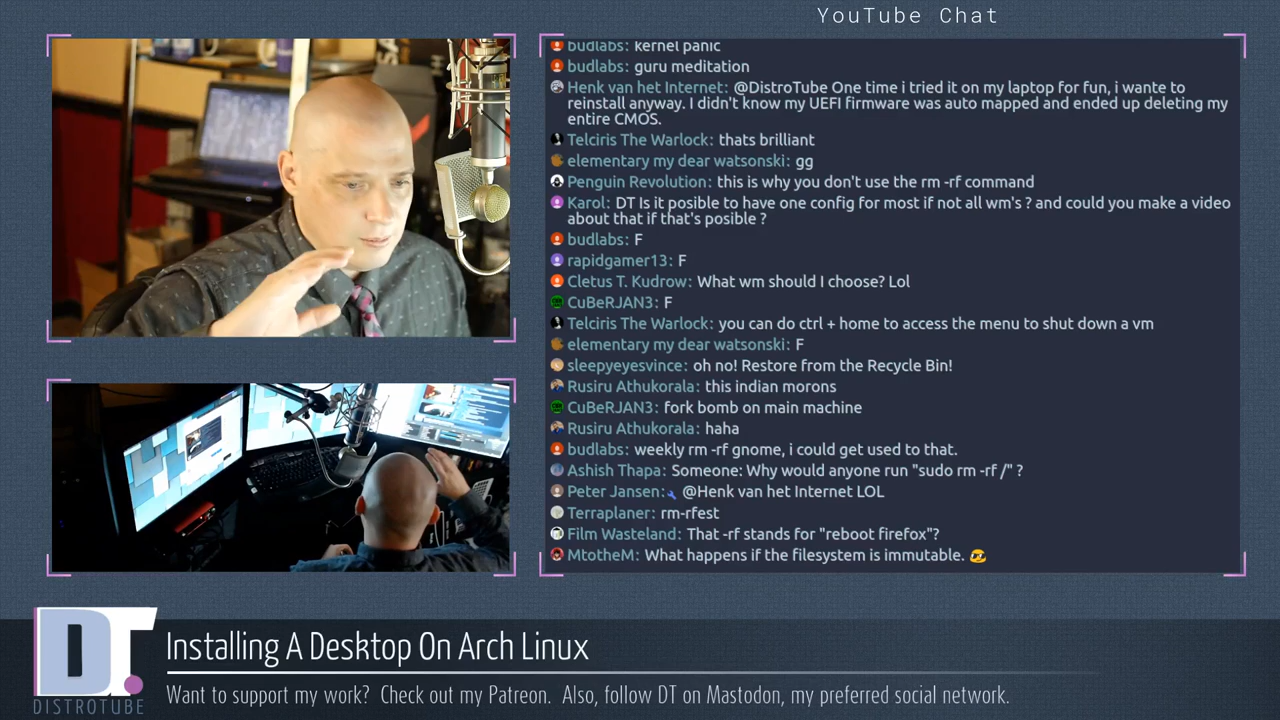 YouTube Chat
budlabs: kernel panic
budlabs: guru meditation
Henk van het Internet: @DistroTube One time i tried it on my laptop for fun, i wante to
reinstall anyway. I didn't know my UEFI firmware was auto mapped and ended up deleting my
entire CMOS.
Telciris The Warlock: thats brilliant
elementary my dear watsonski: gg
Penguin Revolution: this is why you don't use the rm -rf command
Karol: DT Is it posible to have one config for most if not all wm's ? and could you make a video
about that if that's posible ?
budlabs: F
rapidgamer13: F
Cletus T. Kudrow: What wm should I choose? Lol
CuBeRJAN3: F
Telciris The Warlock: you can do ctrl + home to access the menu to shut down a vm
elementary my dear watsonski: F
sleepyeyesvince: oh no! Restore from the Recycle Bin!
Rusiru Athukorala: this indian morons
CuBeRJAN3: fork bomb on main machine
Rusiru Athukorala: haha
budlabs: weekly rm -rf gnome, i could get used to that.
Ashish Thapa: Someone: Why would anyone run "sudo rm -rf /" ?
Peter Jansen: @Henk van het Internet LOL
Terraplaner: rm-rfest
Film Wasteland: That -rf stands for "reboot firefox"?
MtotheM: What happens if the filesystem is immutable.
DT
DISTROTUBE
Installing A Desktop On Arch Linux
Want to support my work? Check out my Patreon. Also, follow DT on Mastodon, my preferred social network.